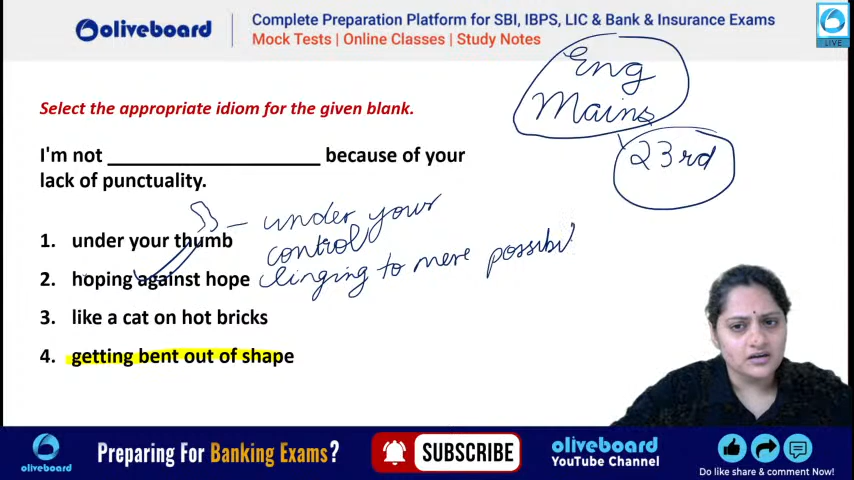 oliveboard
Complete Preparation Platform for SBI, IBPS, LIC & Bank & Insurance Exams
Mock Tests | Online Classes | Study Notes
LIVE
Eng
Mains
23rd
Select the appropriate idiom for the given blank.
I'm not ____________________ because of your
lack of punctuality.
1. under your thumb
under your
control
2. hoping against hope
clinging to mere possibi
3. like a cat on hot bricks
4. getting bent out of shape
oliveboard
Preparing For Banking Exams?
SUBSCRIBE
oliveboard
YouTube Channel
Do like share & comment Now!